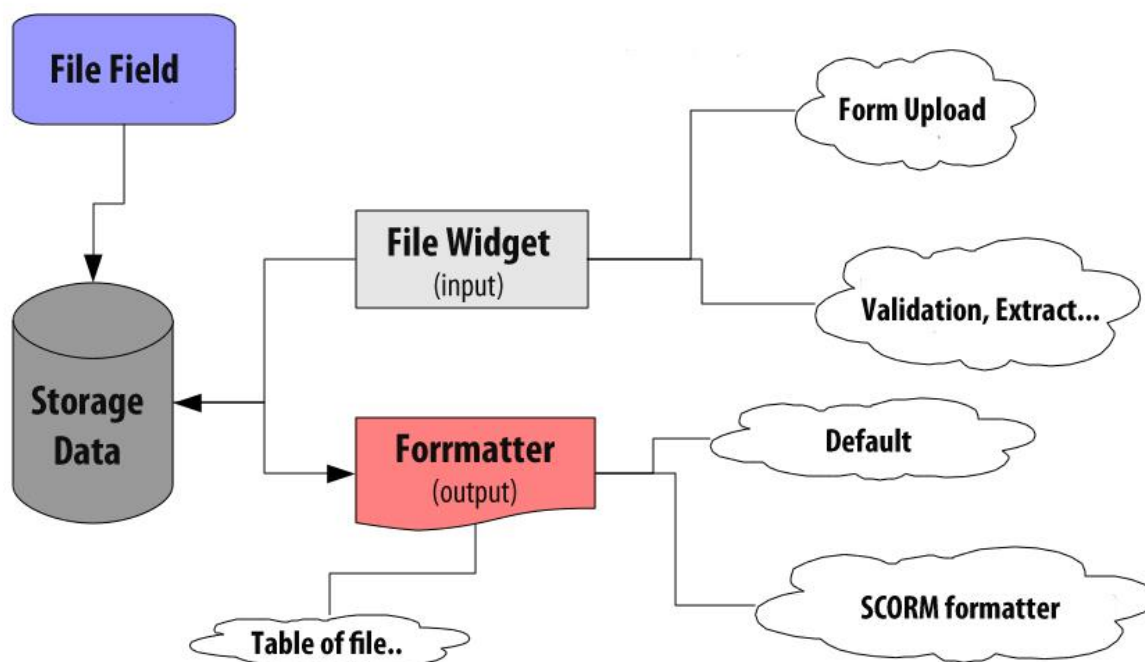 File Field
Form Upload
File Widget
(input)
Validation, Extract...
Storage
Data
Forrmatter
(output)
Default
SCORM formatter
Table of file..